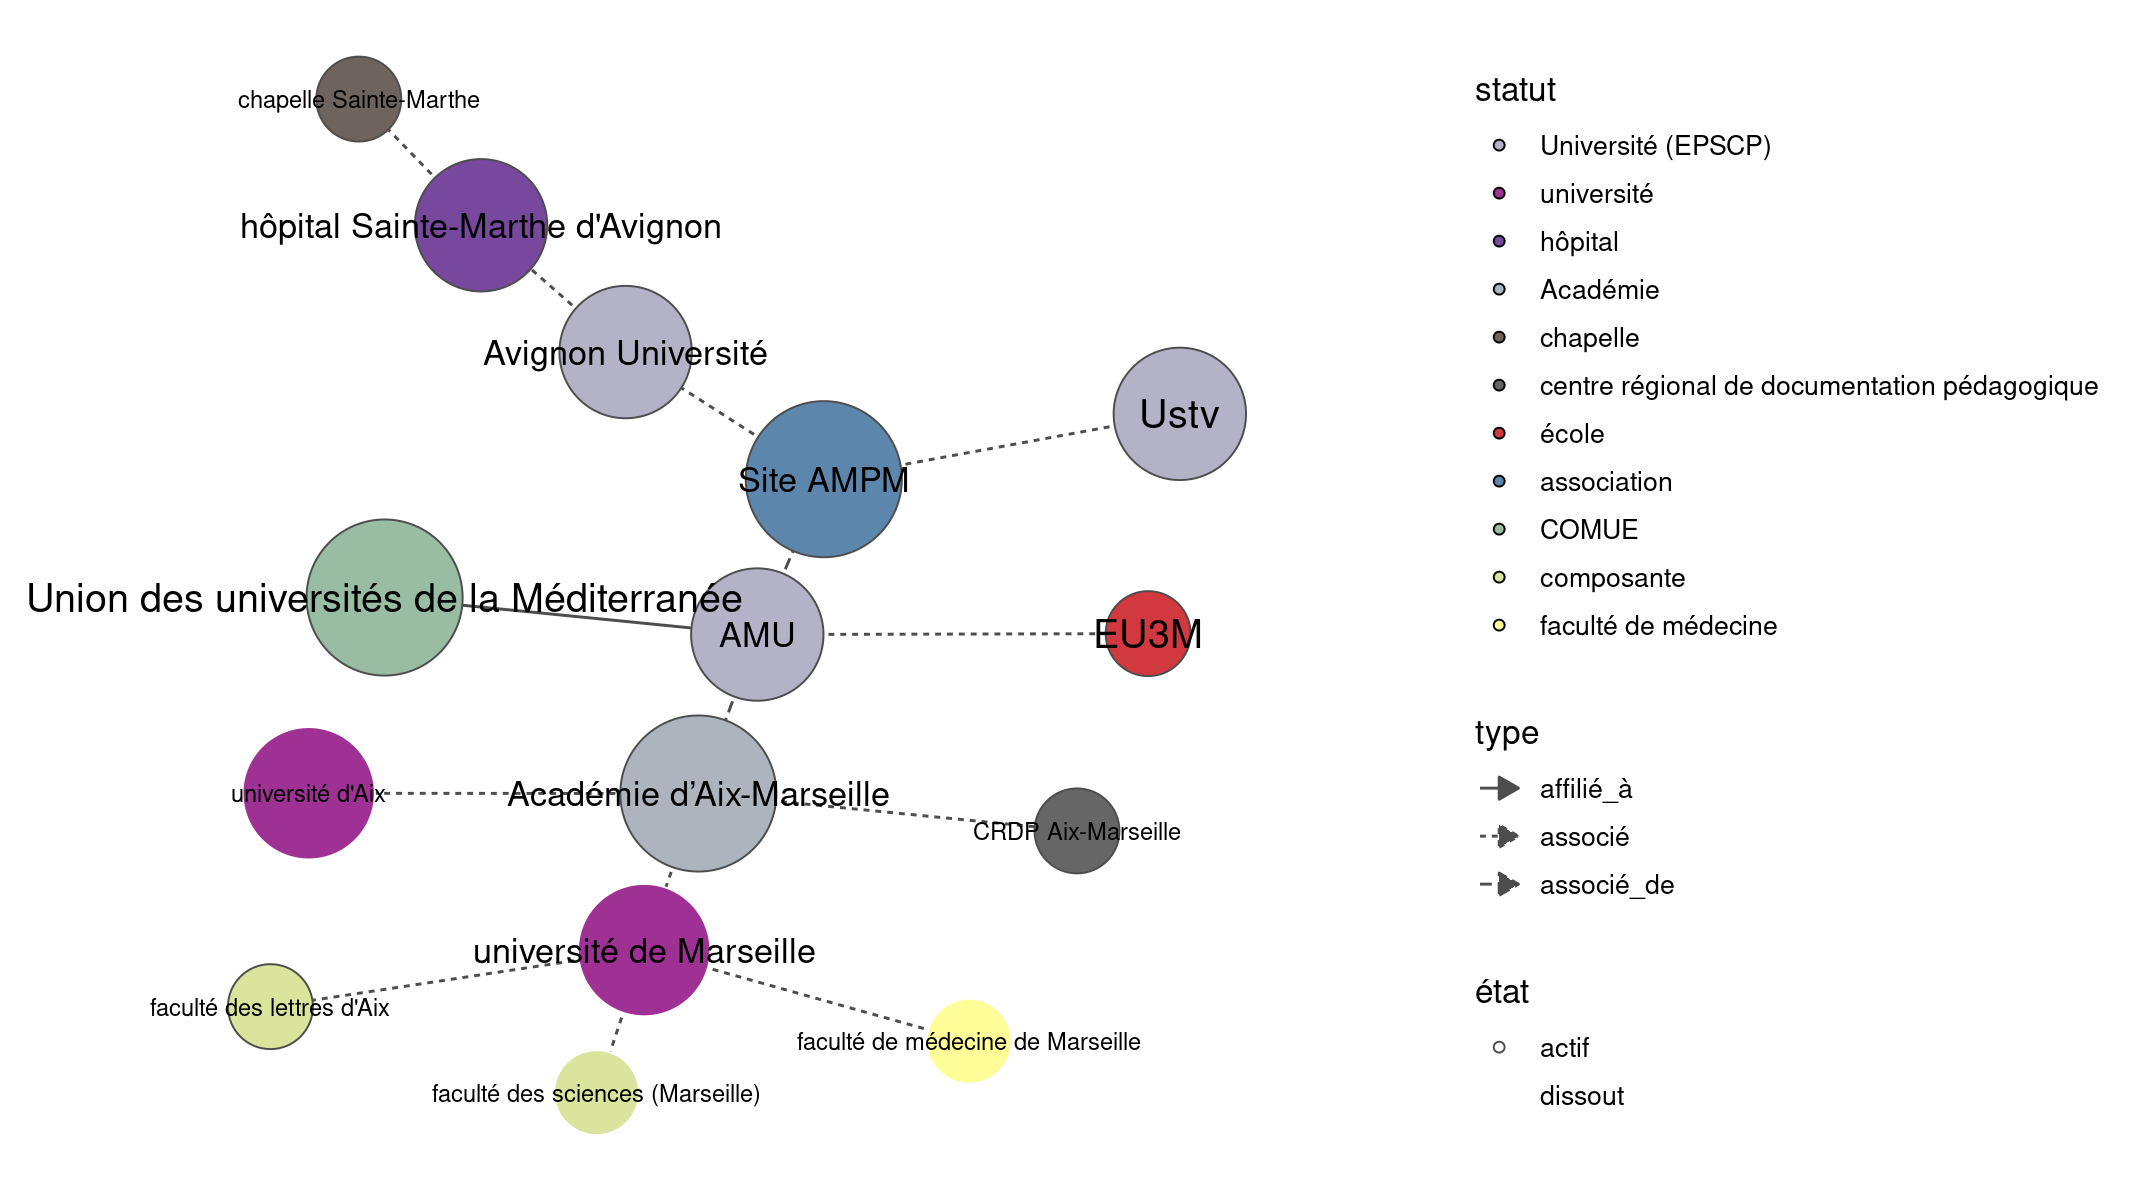 chapelle Sainte-Marthe
hôpital Sainte-Marthe d'Avignon
Avignon Université
Ustv
Site AMPM
Union des universités de la Méditerranée
AMU
EU3M
université d'Aix
Académie d’Aix-Marseille
CRDP Aix-Marseille
université de Marseille
faculté des lettres d'Aix
faculté de médecine de Marseille
faculté des sciences (Marseille)
statut
Université (EPSCP)
université
hôpital
Académie
chapelle
centre régional de documentation pédagogique
école
association
COMUE
composante
faculté de médecine
type
affilié_à
associé
associé_de
état
actif
dissout